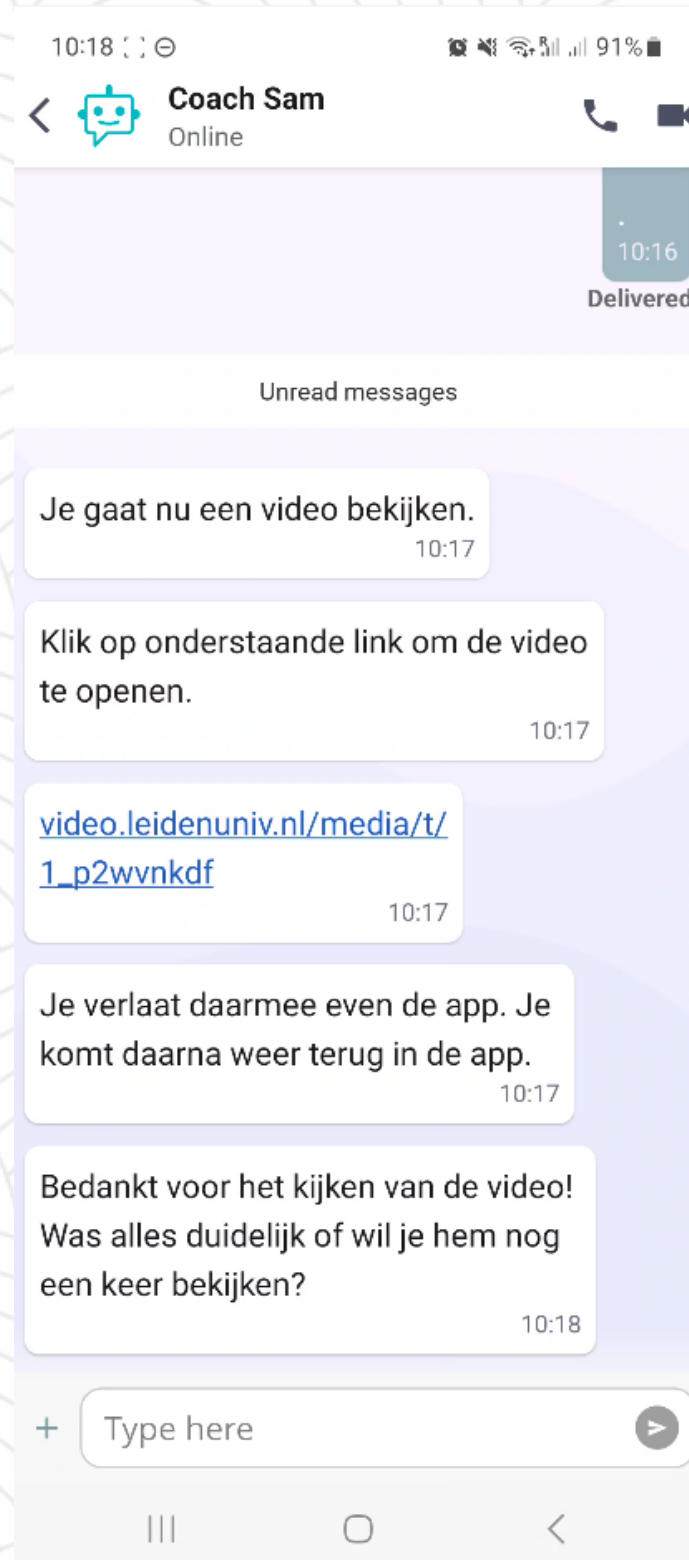 10:18
91%
Coach Sam
Online
.
10:16
Delivered
Unread messages
Je gaat nu een video bekijken.
10:17
Klik op onderstaande link om de video
te openen.
10:17
video.leidenuniv.nl/media/t/
1_p2wvnkdf
10:17
Je verlaat daarmee even de app. Je
komt daarna weer terug in de app.
10:17
Bedankt voor het kijken van de video!
Was alles duidelijk of wil je hem nog
een keer bekijken?
10:18
Type here